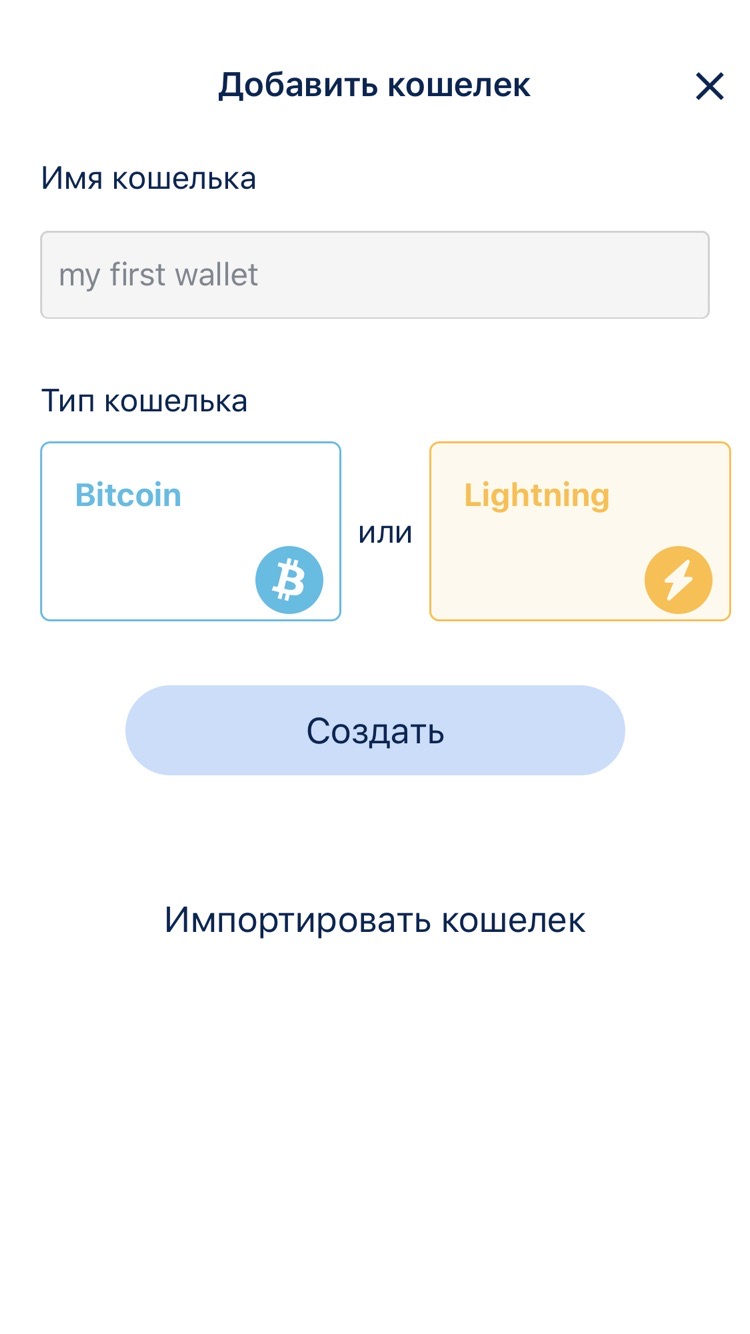 Добавить кошелек
Имя кошелька
my first wallet
Тип кошелька
Bitcoin
или
Lightning
Создать
Импортировать кошелек